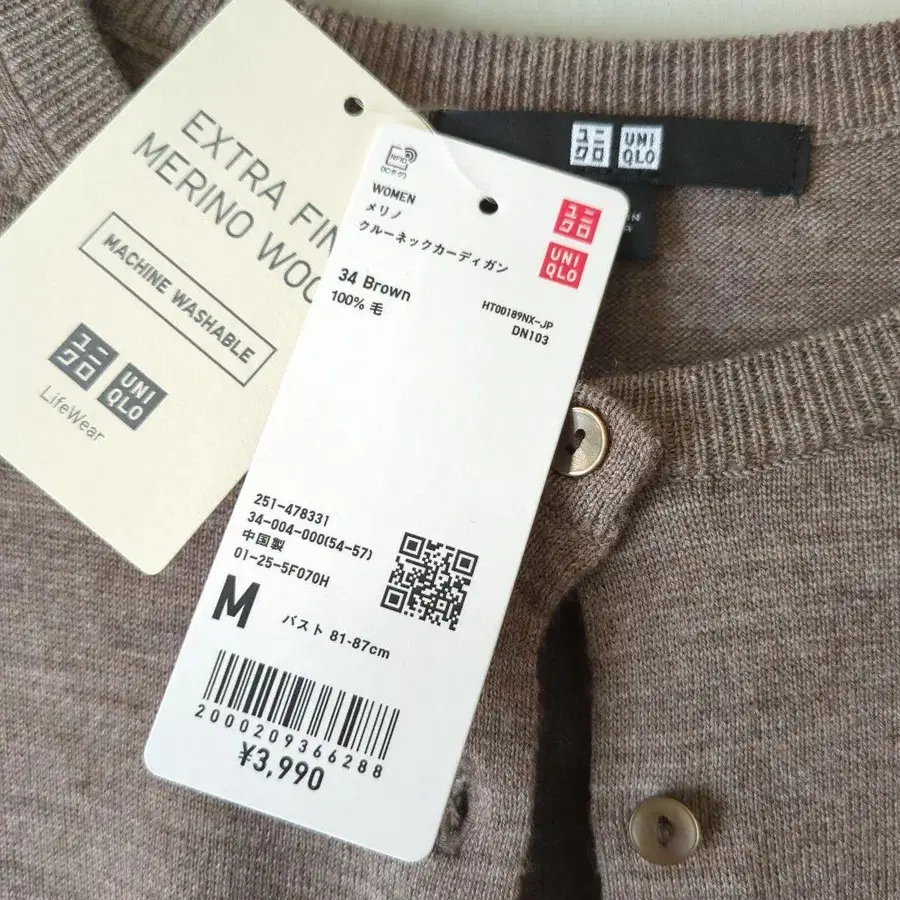 EXTRA FIN
MERINO WOO
MACHINE WASHABLE
ユニ
クロ
UNI
QLO
LifeWear
RFID
WOMEN
メリノ
クルーネックカーディガン
ユニ
クロ
UNI
QLO
34 Brown
100% 毛
HT00189NX-JP
DN103
251-478331
34-004-000(54-57)
中国製
01-25-5F070H
M
バスト 81-87cm
2000209366288
¥3,990
ユニ
クロ
UNI
QLO
IN